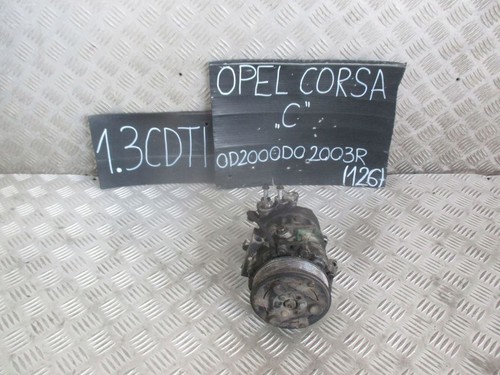 OPEL CORSA
„C"
1.3CDTI
OD2000DO2003R
(126)